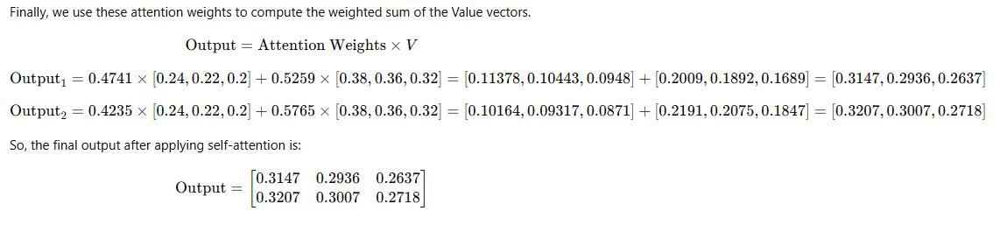 Finally, we use these attention weights to compute the weighted sum of the Value vectors.
Output = Attention Weights × V
Output₁ = 0.4741 × [0.24, 0.22, 0.2] + 0.5259 × [0.38, 0.36, 0.32] = [0.11378, 0.10443, 0.0948] + [0.2009, 0.1892, 0.1689] = [0.3147, 0.2936, 0.2637]
Output₂ = 0.4235 × [0.24, 0.22, 0.2] + 0.5765 × [0.38, 0.36, 0.32] = [0.10164, 0.09317, 0.0871] + [0.2191, 0.2075, 0.1847] = [0.3207, 0.3007, 0.2718]
So, the final output after applying self-attention is:
Output = [0.3147 0.2936 0.2637
0.3207 0.3007 0.2718]